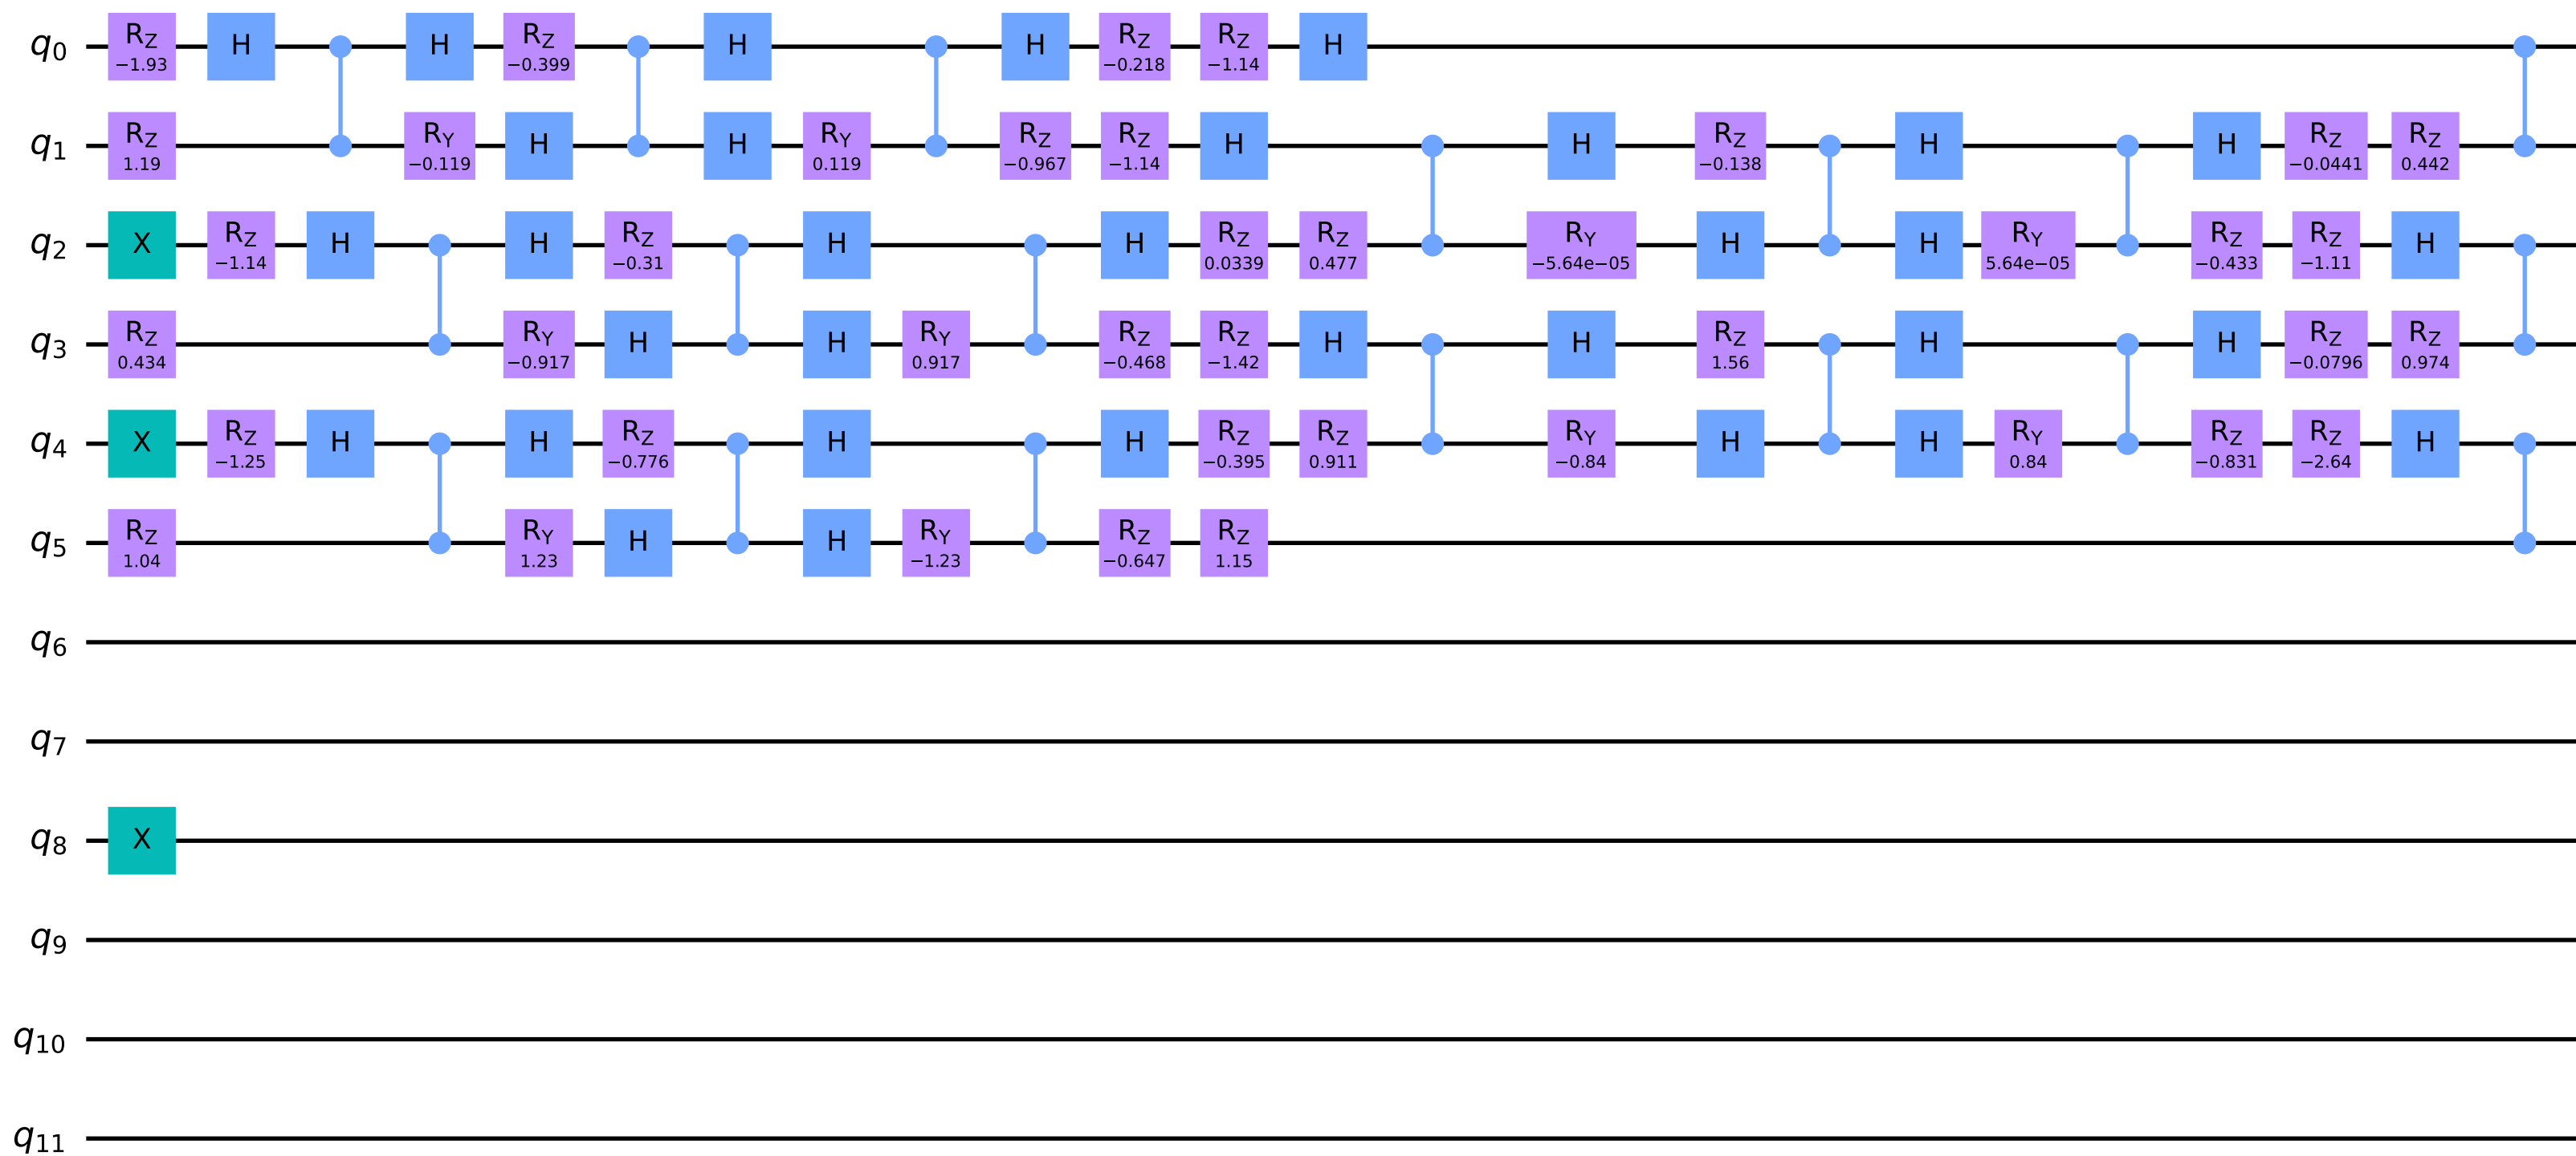 q0 RZ −1.93 H H RZ −0.399 H H RZ −0.218 RZ −1.14 H
q1 RZ 1.19 RY −0.119 H H RY 0.119 RZ −0.967 RZ −1.14 H H RZ −0.138 H H RZ −0.0441 RZ 0.442
q2 X RZ −1.14 H H RZ −0.31 H H RZ 0.0339 RZ 0.477 RY −5.64e−05 H H RY 5.64e−05 RZ −0.433 RZ −1.11 H
q3 RZ 0.434 RY −0.917 H H RY 0.917 RZ −0.468 RZ −1.42 H H RZ 1.56 H H RZ −0.0796 RZ 0.974
q4 X RZ −1.25 H H RZ −0.776 H H RZ −0.395 RZ 0.911 RY −0.84 H H RY 0.84 RZ −0.831 RZ −2.64 H
q5 RZ 1.04 RY 1.23 H H RY −1.23 RZ −0.647 RZ 1.15
q6
q7
q8 X
q9
q10
q11